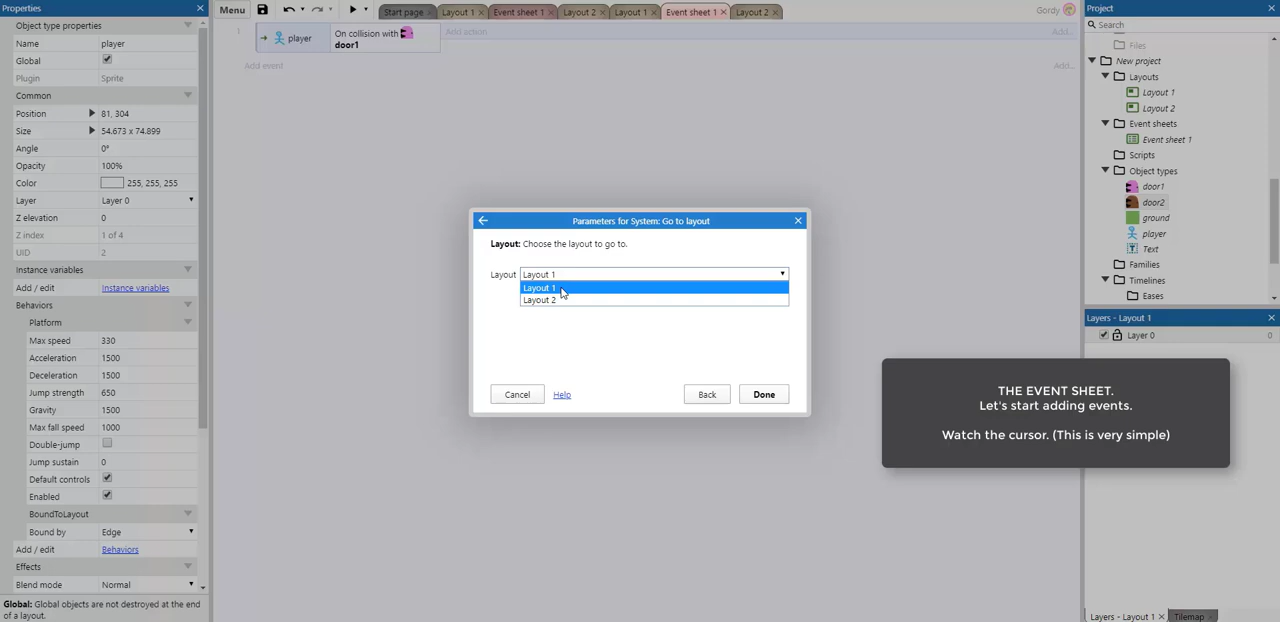 Properties
Object type properties
Name player
Global
Plugin Sprite
Common
Position 81, 304
Size 54.673 x 74.899
Angle 0°
Opacity 100%
Color 255, 255, 255
Layer Layer 0
Z elevation 0
Z index 1 of 4
UID 2
Instance variables
Add / edit Instance variables
Behaviors
Platform
Max speed 330
Acceleration 1500
Deceleration 1500
Jump strength 650
Gravity 1500
Max fall speed 1000
Double-jump
Jump sustain 0
Default controls
Enabled
BoundToLayout
Bound by Edge
Add / edit Behaviors
Effects
Blend mode Normal
Global: Global objects are not destroyed at the end
of a layout.
Menu
Start page Layout 1 Event sheet 1 Layout 2 Layout 1 Event sheet 1 Layout 2
Gordy
1 player On collision with door1 Add action Add...
Add event Add...
Parameters for System: Go to layout
Layout: Choose the layout to go to.
Layout Layout 1
Layout 1
Layout 2
Cancel Help Back Done
Project
Search
Files
New project
Layouts
Layout 1
Layout 2
Event sheets
Event sheet 1
Scripts
Object types
door1
door2
ground
player
Text
Families
Timelines
Eases
Layers - Layout 1
Layer 0 0
THE EVENT SHEET.
Let's start adding events.
Watch the cursor. (This is very simple)
Layers - Layout 1 Tilemap